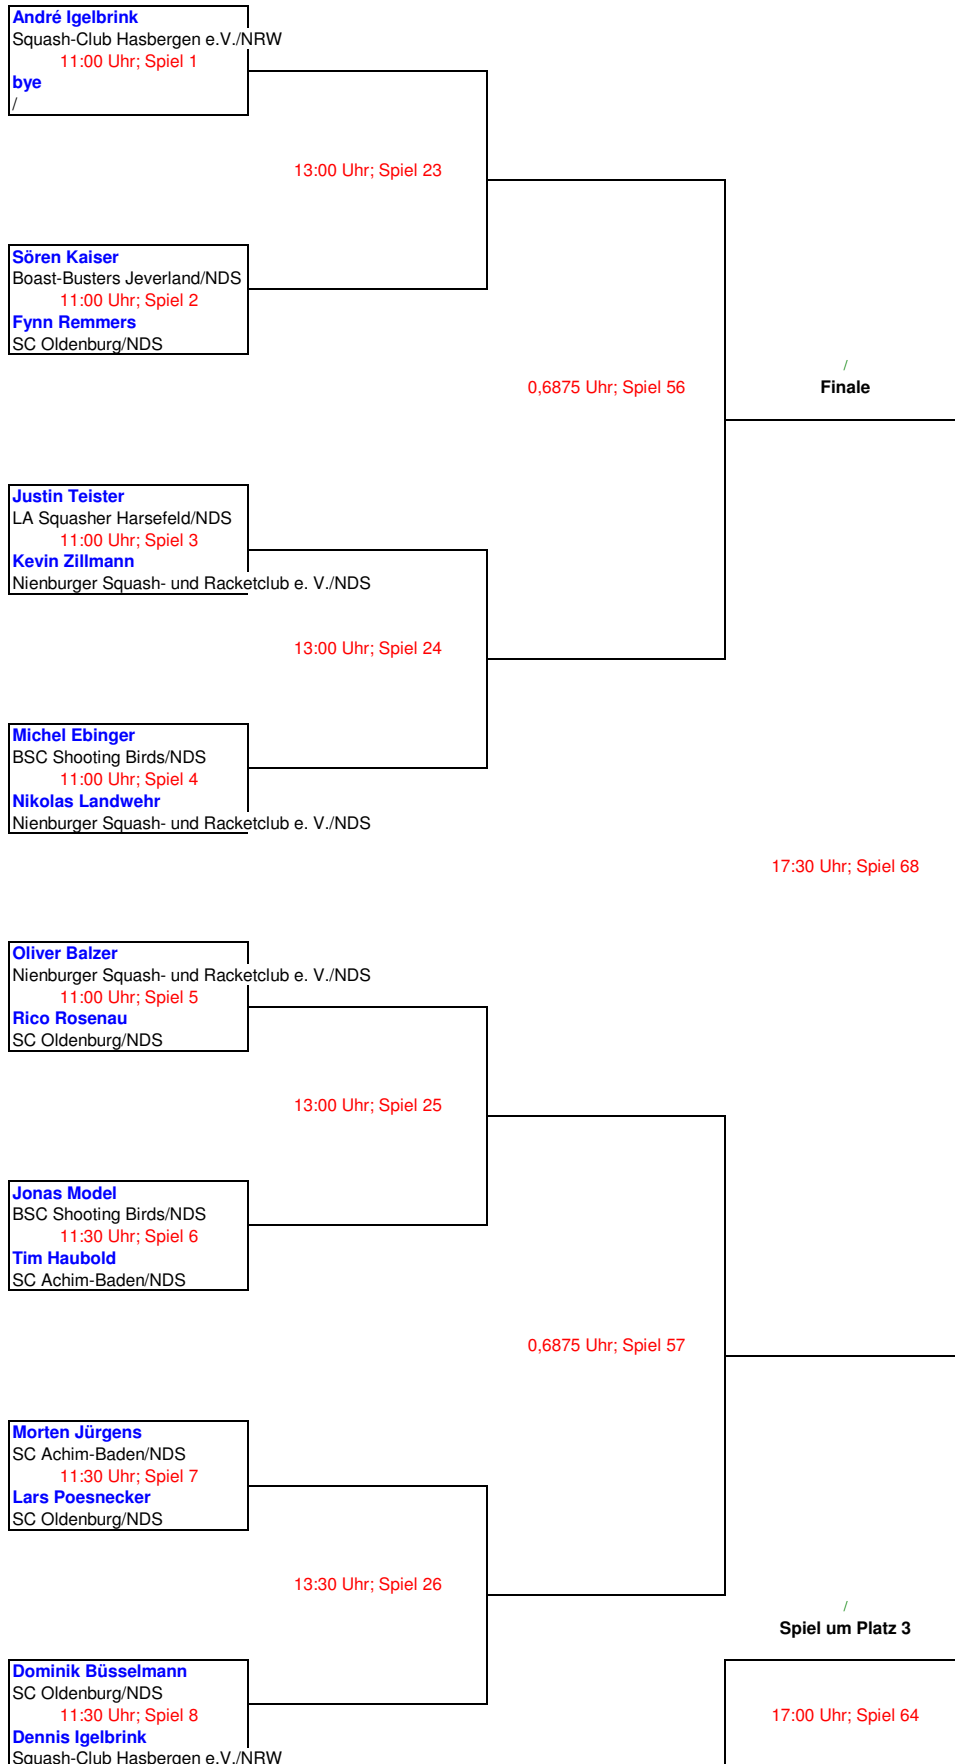 André Igelbrink
Squash-Club Hasbergen e.V./NRW
11:00 Uhr; Spiel 1
bye
/
13:00 Uhr; Spiel 23
Sören Kaiser
Boast-Busters Jeverland/NDS
11:00 Uhr; Spiel 2
Fynn Remmers
SC Oldenburg/NDS
/
0,6875 Uhr; Spiel 56
Finale
Justin Teister
LA Squasher Harsefeld/NDS
11:00 Uhr; Spiel 3
Kevin Zillmann
Nienburger Squash- und Racketclub e. V./NDS
13:00 Uhr; Spiel 24
Michel Ebinger
BSC Shooting Birds/NDS
11:00 Uhr; Spiel 4
Nikolas Landwehr
Nienburger Squash- und Racketclub e. V./NDS
17:30 Uhr; Spiel 68
Oliver Balzer
Nienburger Squash- und Racketclub e. V./NDS
11:00 Uhr; Spiel 5
Rico Rosenau
SC Oldenburg/NDS
13:00 Uhr; Spiel 25
Jonas Model
BSC Shooting Birds/NDS
11:30 Uhr; Spiel 6
Tim Haubold
SC Achim-Baden/NDS
0,6875 Uhr; Spiel 57
Morten Jürgens
SC Achim-Baden/NDS
11:30 Uhr; Spiel 7
Lars Poesnecker
SC Oldenburg/NDS
13:30 Uhr; Spiel 26
/
Spiel um Platz 3
Dominik Büsselmann
SC Oldenburg/NDS
11:30 Uhr; Spiel 8
17:00 Uhr; Spiel 64
Dennis Igelbrink
Squash-Club Hasbergen e.V./NRW